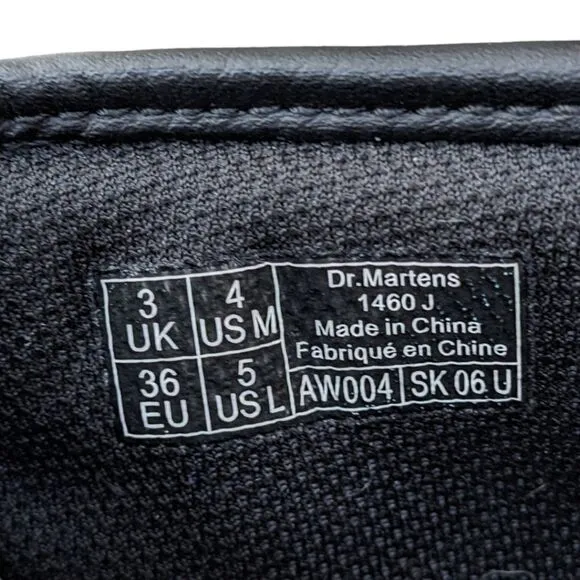 3 UK
4 US M
36 EU
5 US L
Dr.Martens
1460 J
Made in China
Fabriqué en Chine
AW004 SK 06 U